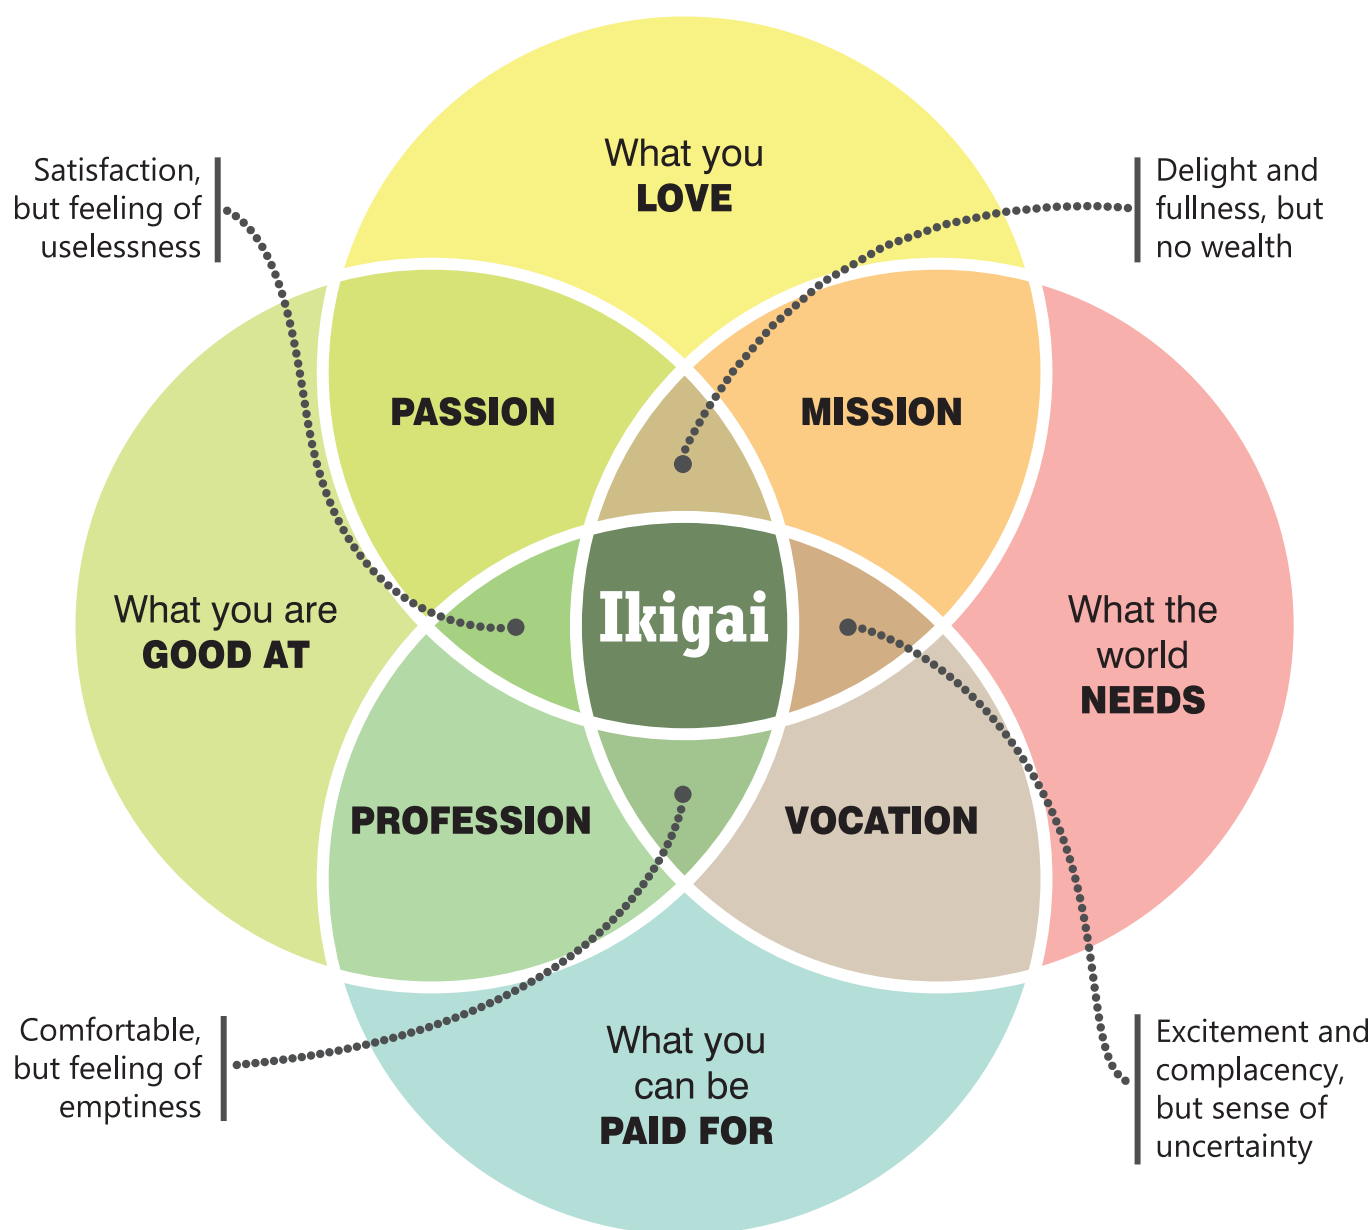 What you
LOVE
Satisfaction,
but feeling of
uselessness
Delight and
fullness, but
no wealth
PASSION
MISSION
What you are
GOOD AT
Ikigai
What the
world
NEEDS
PROFESSION
VOCATION
Comfortable,
but feeling of
emptiness
What you
can be
PAID FOR
Excitement and
complacency,
but sense of
uncertainty